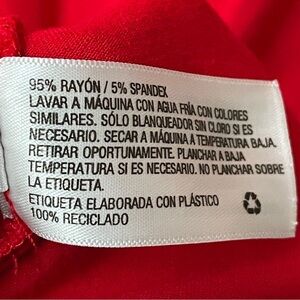 95% RAYÓN / 5% SPANDEX
LAVAR A MÁQUINA CON AGUA FRÍA CON COLORES
SIMILARES. SÓLO BLANQUEADOR SIN CLORO SI ES
NECESARIO. SECAR A MÁQUINA A TEMPERATURA BAJA.
RETIRAR OPORTUNAMENTE. PLANCHAR A BAJA
TEMPERATURA SI ES NECESARIO. NO PLANCHAR SOBRE
LA ETIQUETA.
ETIQUETA ELABORADA CON PLÁSTICO
100% RECICLADO